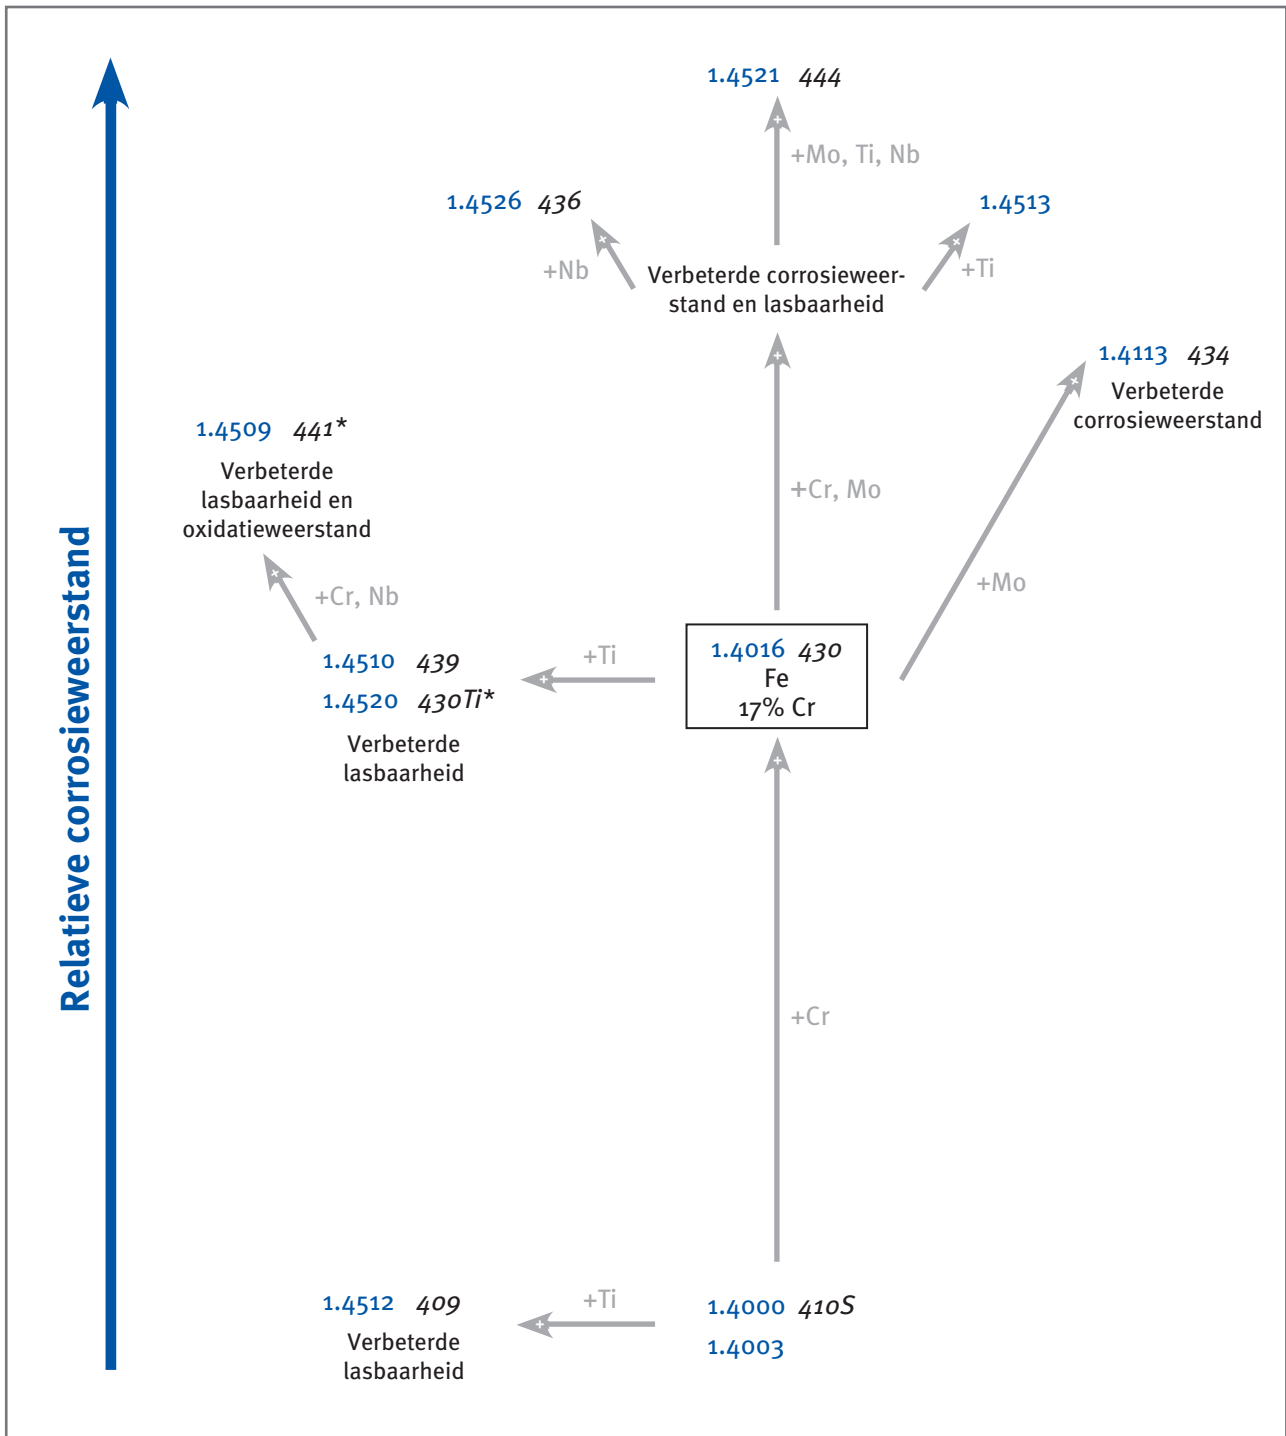 Relatieve corrosieweerstand
1.4521 444
+Mo, Ti, Nb
1.4526 436
1.4513
+Nb
+Ti
Verbeterde corrosieweer-
stand en lasbaarheid
1.4113 434
Verbeterde
corrosieweerstand
1.4509 441*
Verbeterde
lasbaarheid en
oxidatieweerstand
+Cr, Mo
+Mo
+Cr, Nb
1.4510 439
1.4520 430Ti*
Verbeterde
lasbaarheid
+Ti
1.4016 430
Fe
17% Cr
+Cr
1.4512 409
Verbeterde
lasbaarheid
+Ti
1.4000 410S
1.4003